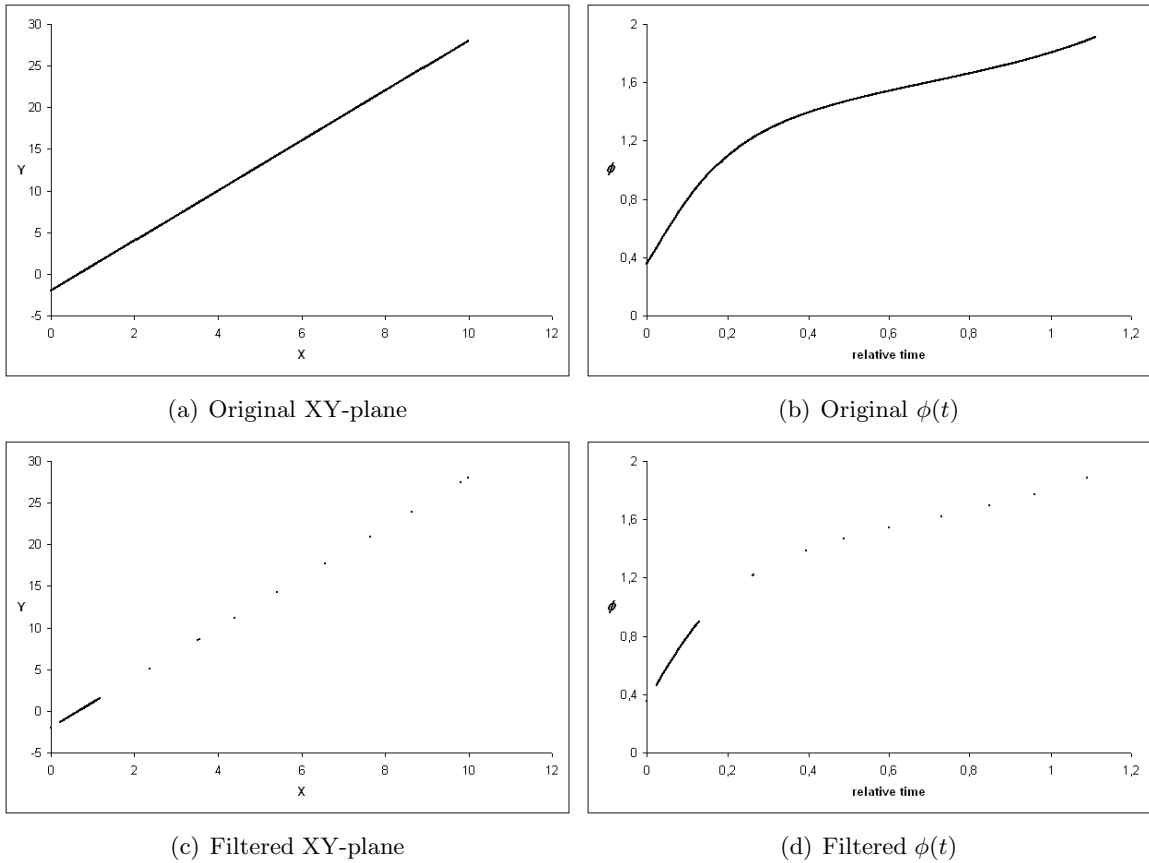 30
25
20
15
10
5
0
-5
Y
0 2 4 6 8 10 12
X
(a) Original XY-plane
2
1,6
1,2
0,8
0,4
0
ϕ
0 0,2 0,4 0,6 0,8 1 1,2
relative time
(b) Original ϕ(t)
30
25
20
15
10
5
0
-5
Y
0 2 4 6 8 10 12
X
(c) Filtered XY-plane
2
1,6
1,2
0,8
0,4
0
ϕ
0 0,2 0,4 0,6 0,8 1 1,2
relative time
(d) Filtered ϕ(t)